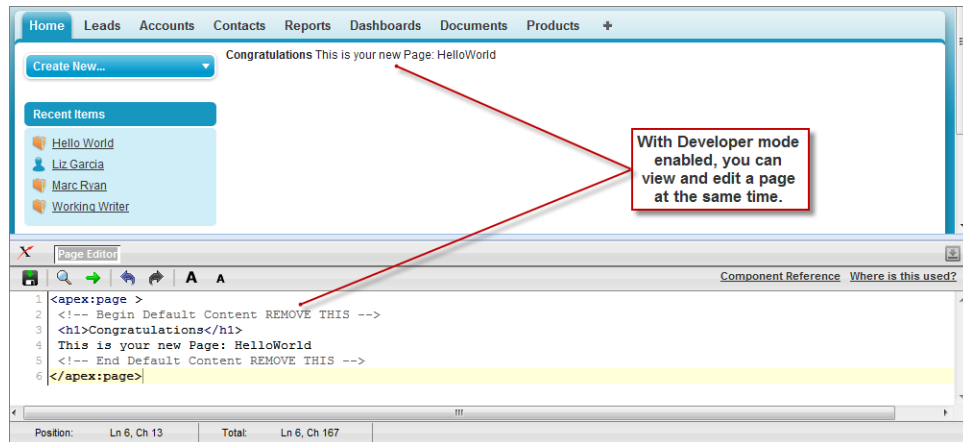 Home Leads Accounts Contacts Reports Dashboards Documents Products +
Create New...
Congratulations This is your new Page: HelloWorld
Recent Items
Hello World
Liz Garcia
Marc Ryan
Working Writer
With Developer mode
enabled, you can
view and edit a page
at the same time.
Page Editor
A A Component Reference Where is this used?
1 <apex:page >
2 <!-- Begin Default Content REMOVE THIS -->
3 <h1>Congratulations</h1>
4 This is your new Page: HelloWorld
5 <!-- End Default Content REMOVE THIS -->
6 </apex:page>
Position: Ln 6, Ch 13 Total: Ln 6, Ch 167